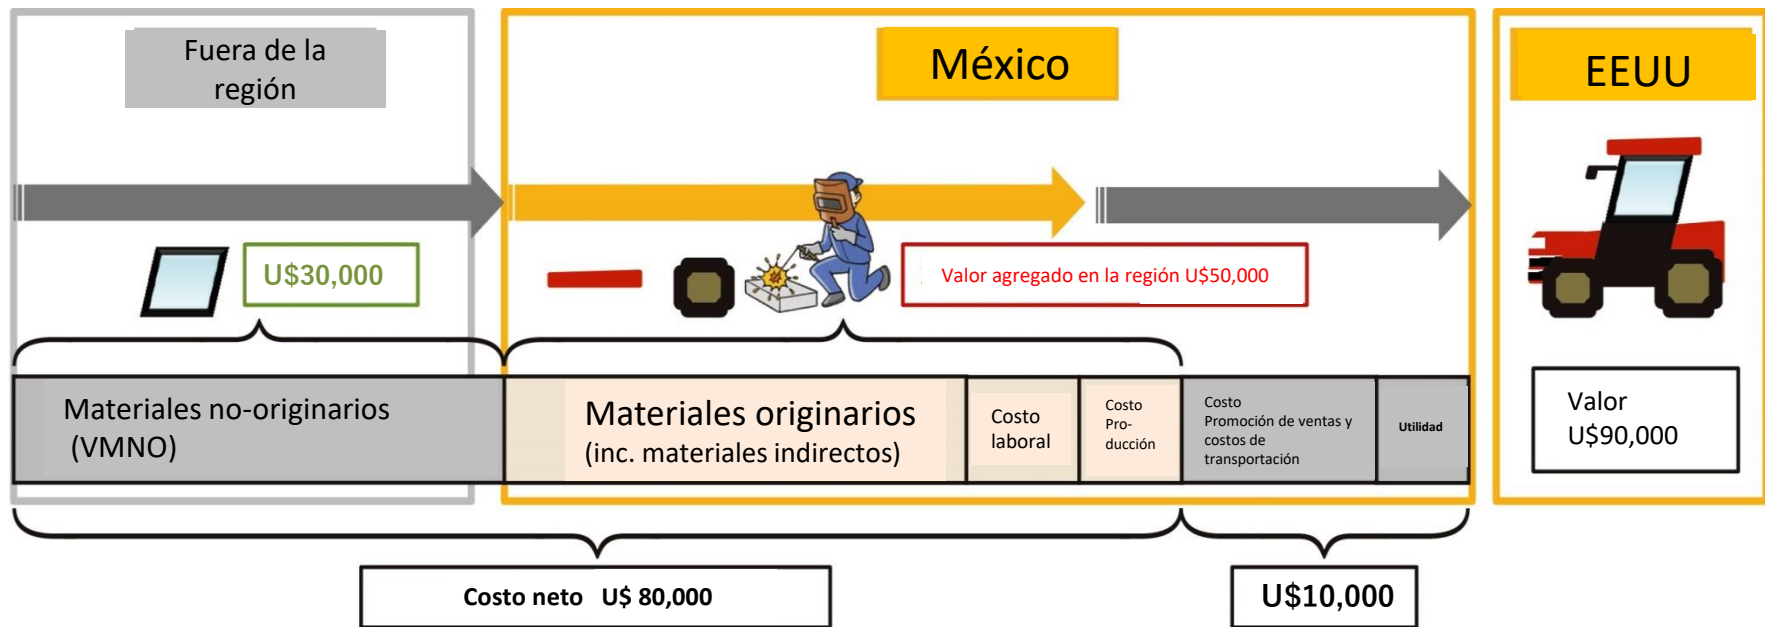 Fuera de la
región
México
EEUU
U$30,000
Valor agregado en la región U$50,000
Materiales no-originarios
(VMNO)
Materiales originarios
(inc. materiales indirectos)
Costo
laboral
Costo
Pro-
ducción
Costo
Promoción de ventas y
costos de
transportación
Utilidad
Valor
U$90,000
Costo neto U$ 80,000
U$10,000